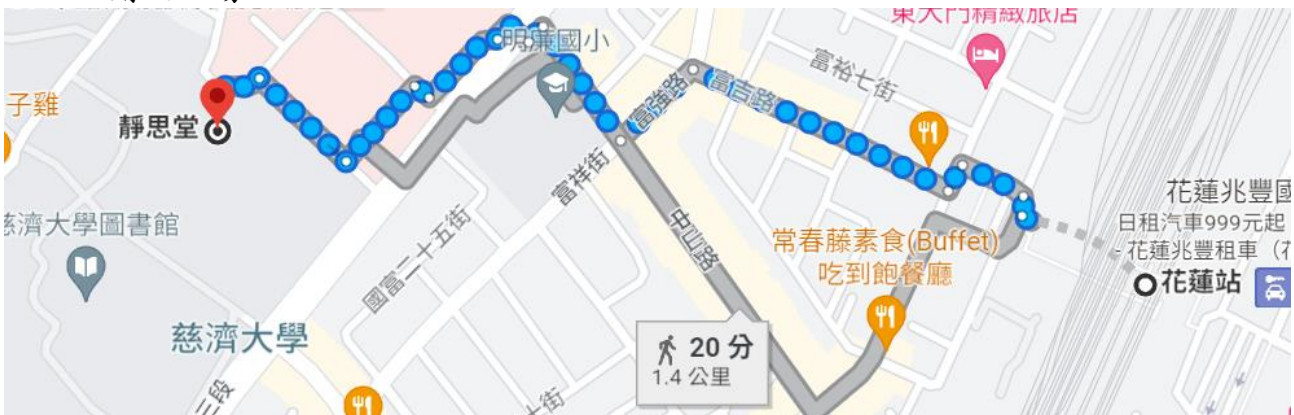 東大門精緻旅店
明廉國小
富裕七街
富強路
富吉路
子雞
靜思堂
富祥街
花蓮兆豐國
日租汽車999元起
- 花蓮兆豐租車（花
慈濟大學圖書館
國富二十五街
中山路
常春藤素食(Buffet)
吃到飽餐廳
花蓮站
慈濟大學
20 分
1.4 公里
三段
十街